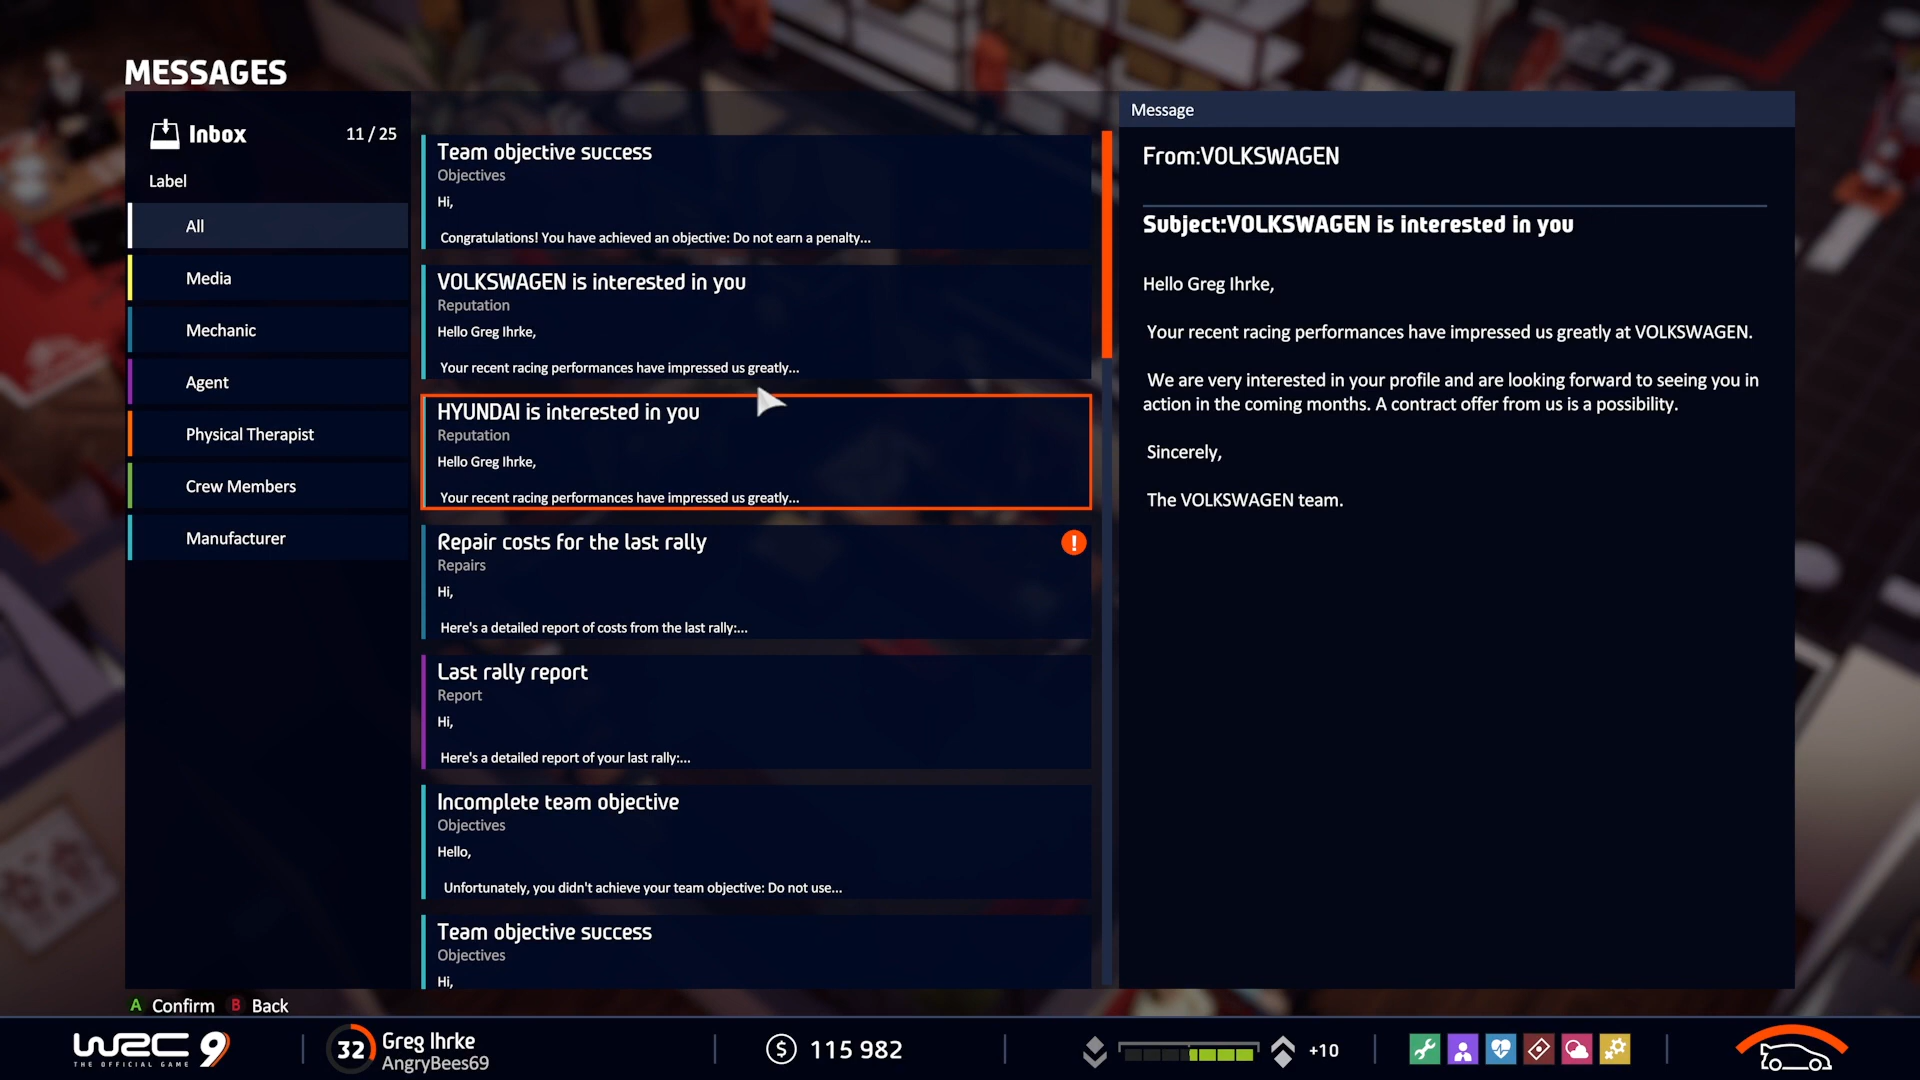 MESSAGES
Inbox 11 / 25
Label
All
Media
Mechanic
Agent
Physical Therapist
Crew Members
Manufacturer
Team objective success
Objectives
Hi,
Congratulations! You have achieved an objective: Do not earn a penalty...
VOLKSWAGEN is interested in you
Reputation
Hello Greg Ihrke,
Your recent racing performances have impressed us greatly...
HYUNDAI is interested in you
Reputation
Hello Greg Ihrke,
Your recent racing performances have impressed us greatly...
Repair costs for the last rally
!
Repairs
Hi,
Here's a detailed report of costs from the last rally:...
Last rally report
Report
Hi,
Here's a detailed report of your last rally:...
Incomplete team objective
Objectives
Hello,
Unfortunately, you didn't achieve your team objective: Do not use...
Team objective success
Objectives
Hi,
Message
From:VOLKSWAGEN
Subject:VOLKSWAGEN is interested in you
Hello Greg Ihrke,
Your recent racing performances have impressed us greatly at VOLKSWAGEN.
We are very interested in your profile and are looking forward to seeing you in
action in the coming months. A contract offer from us is a possibility.
Sincerely,
The VOLKSWAGEN team.
A Confirm B Back
WRC 9
THE OFFICIAL GAME
32
Greg Ihrke
AngryBees69
$ 115 982
+10